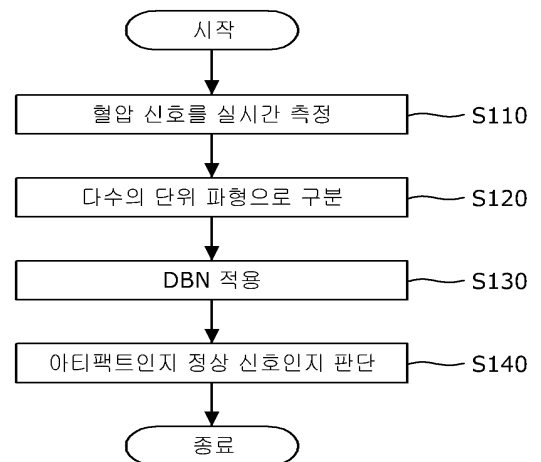 시작
혈압 신호를 실시간 측정 S110
다수의 단위 파형으로 구분 S120
DBN 적용 S130
아티팩트인지 정상 신호인지 판단 S140
종료